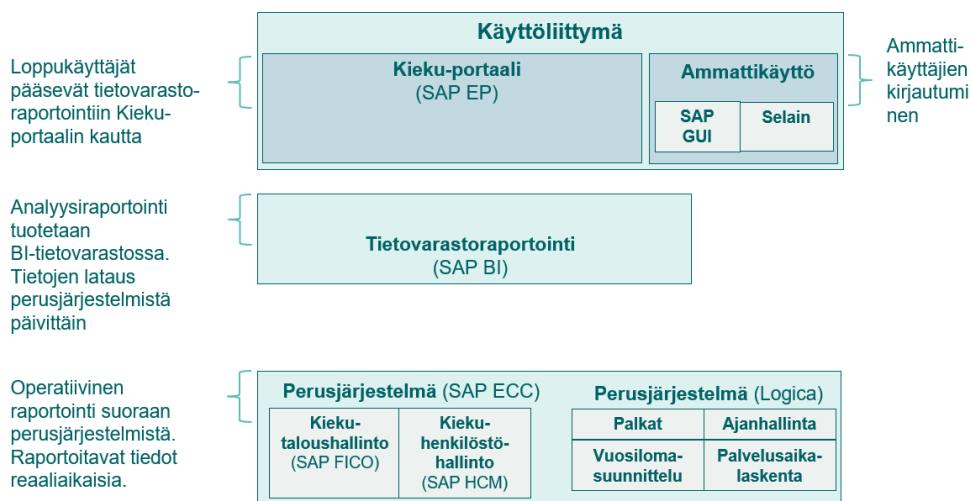 Käyttöliittymä
Loppukäyttäjät
pääsevät tietovarasto-
raportointiin Kieku-
portaalin kautta
Kieku-portaali
(SAP EP)
Ammattikäyttö
SAP
GUI
Selain
Ammatti-
käyttäjien
kirjautumi
nen
Analyysiraportointi
tuotetaan
BI-tietovarastossa.
Tietojen lataus
perusjärjestelmistä
päivittäin
Tietovarastoraportointi
(SAP BI)
Operatiivinen
raportointi suoraan
perusjärjestelmistä.
Raportoitavat tiedot
reaaliaikaisia.
Perusjärjestelmä (SAP ECC)
Kieku-
taloushallinto
(SAP FICO)
Kieku-
henkilöstö-
hallinto
(SAP HCM)
Perusjärjestelmä (Logica)
Palkat
Ajanhallinta
Vuosiloma-
suunnittelu
Palvelusaika-
laskenta